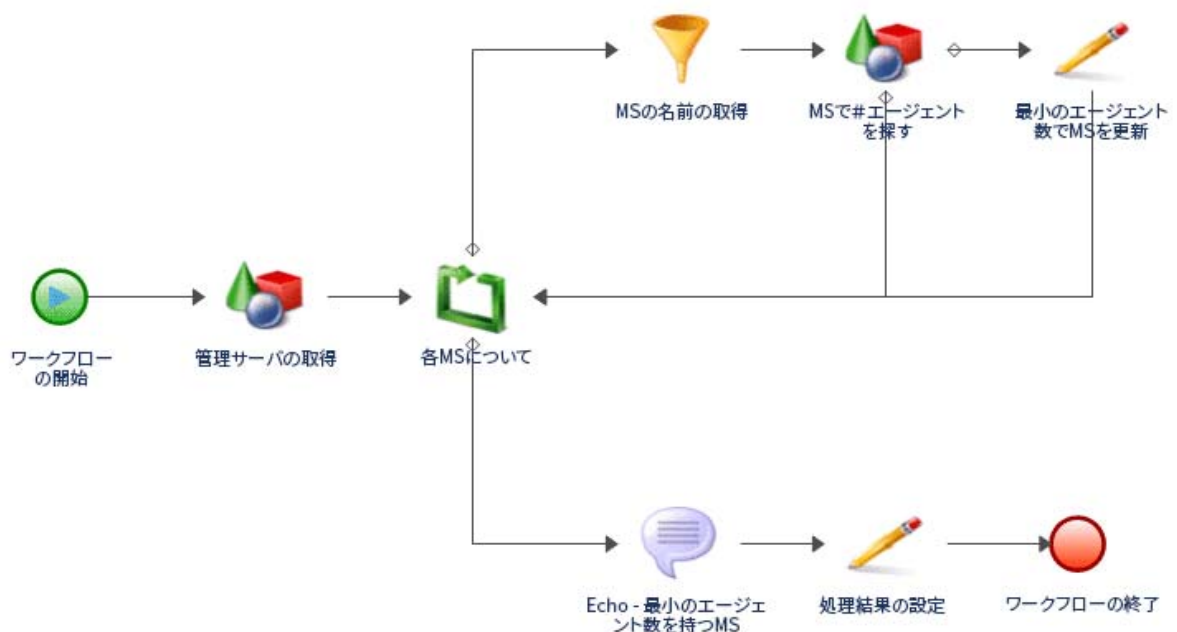 MSの名前の取得
MSで#エージェント
を探す
最小のエージェント
数でMSを更新
ワークフロー
の開始
管理サーバの取得
各MSについて
Echo - 最小のエージェ
ント数を持つMS
処理結果の設定
ワークフローの終了